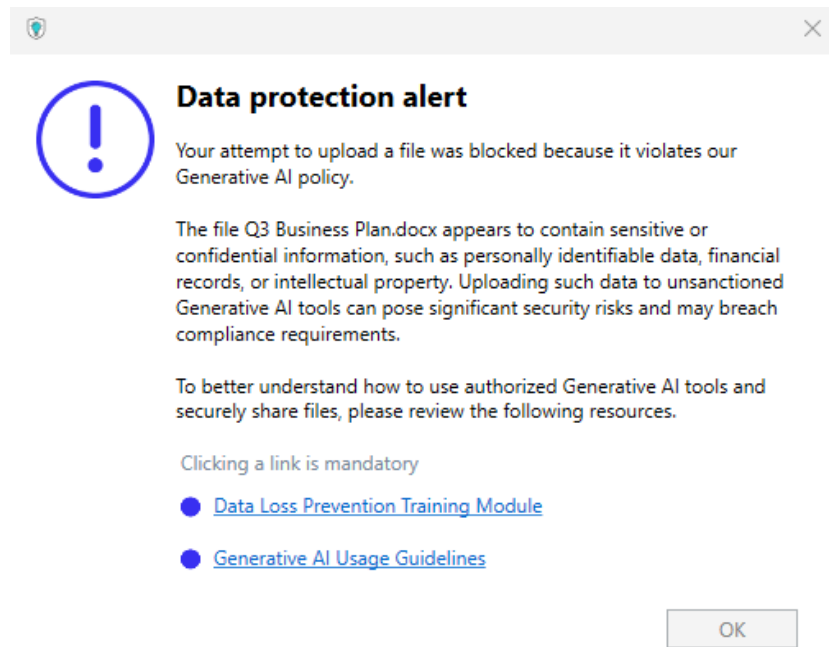 Data protection alert
Your attempt to upload a file was blocked because it violates our
Generative AI policy.
The file Q3 Business Plan.docx appears to contain sensitive or
confidential information, such as personally identifiable data, financial
records, or intellectual property. Uploading such data to unsanctioned
Generative AI tools can pose significant security risks and may breach
compliance requirements.
To better understand how to use authorized Generative AI tools and
securely share files, please review the following resources.
Clicking a link is mandatory
Data Loss Prevention Training Module
Generative AI Usage Guidelines
OK